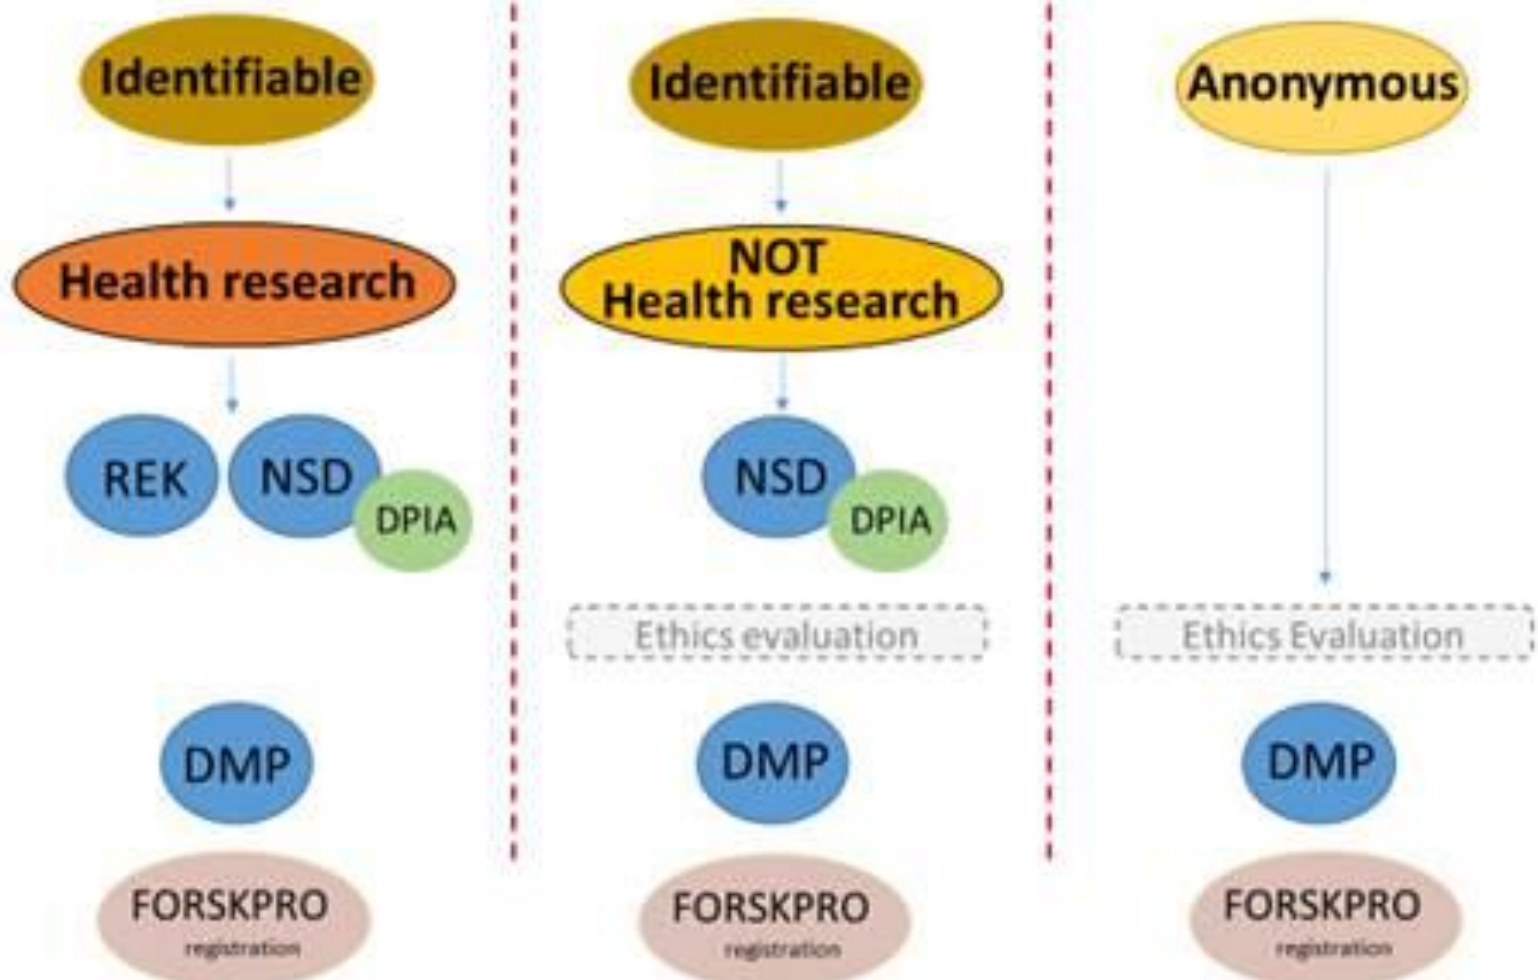 Identifiable
Health research
REK
NSD
DPIA
DMP
FORSKPRO
registration
Identifiable
NOT
Health research
NSD
DPIA
Ethics evaluation
DMP
FORSKPRO
registration
Anonymous
Ethics Evaluation
DMP
FORSKPRO
registration